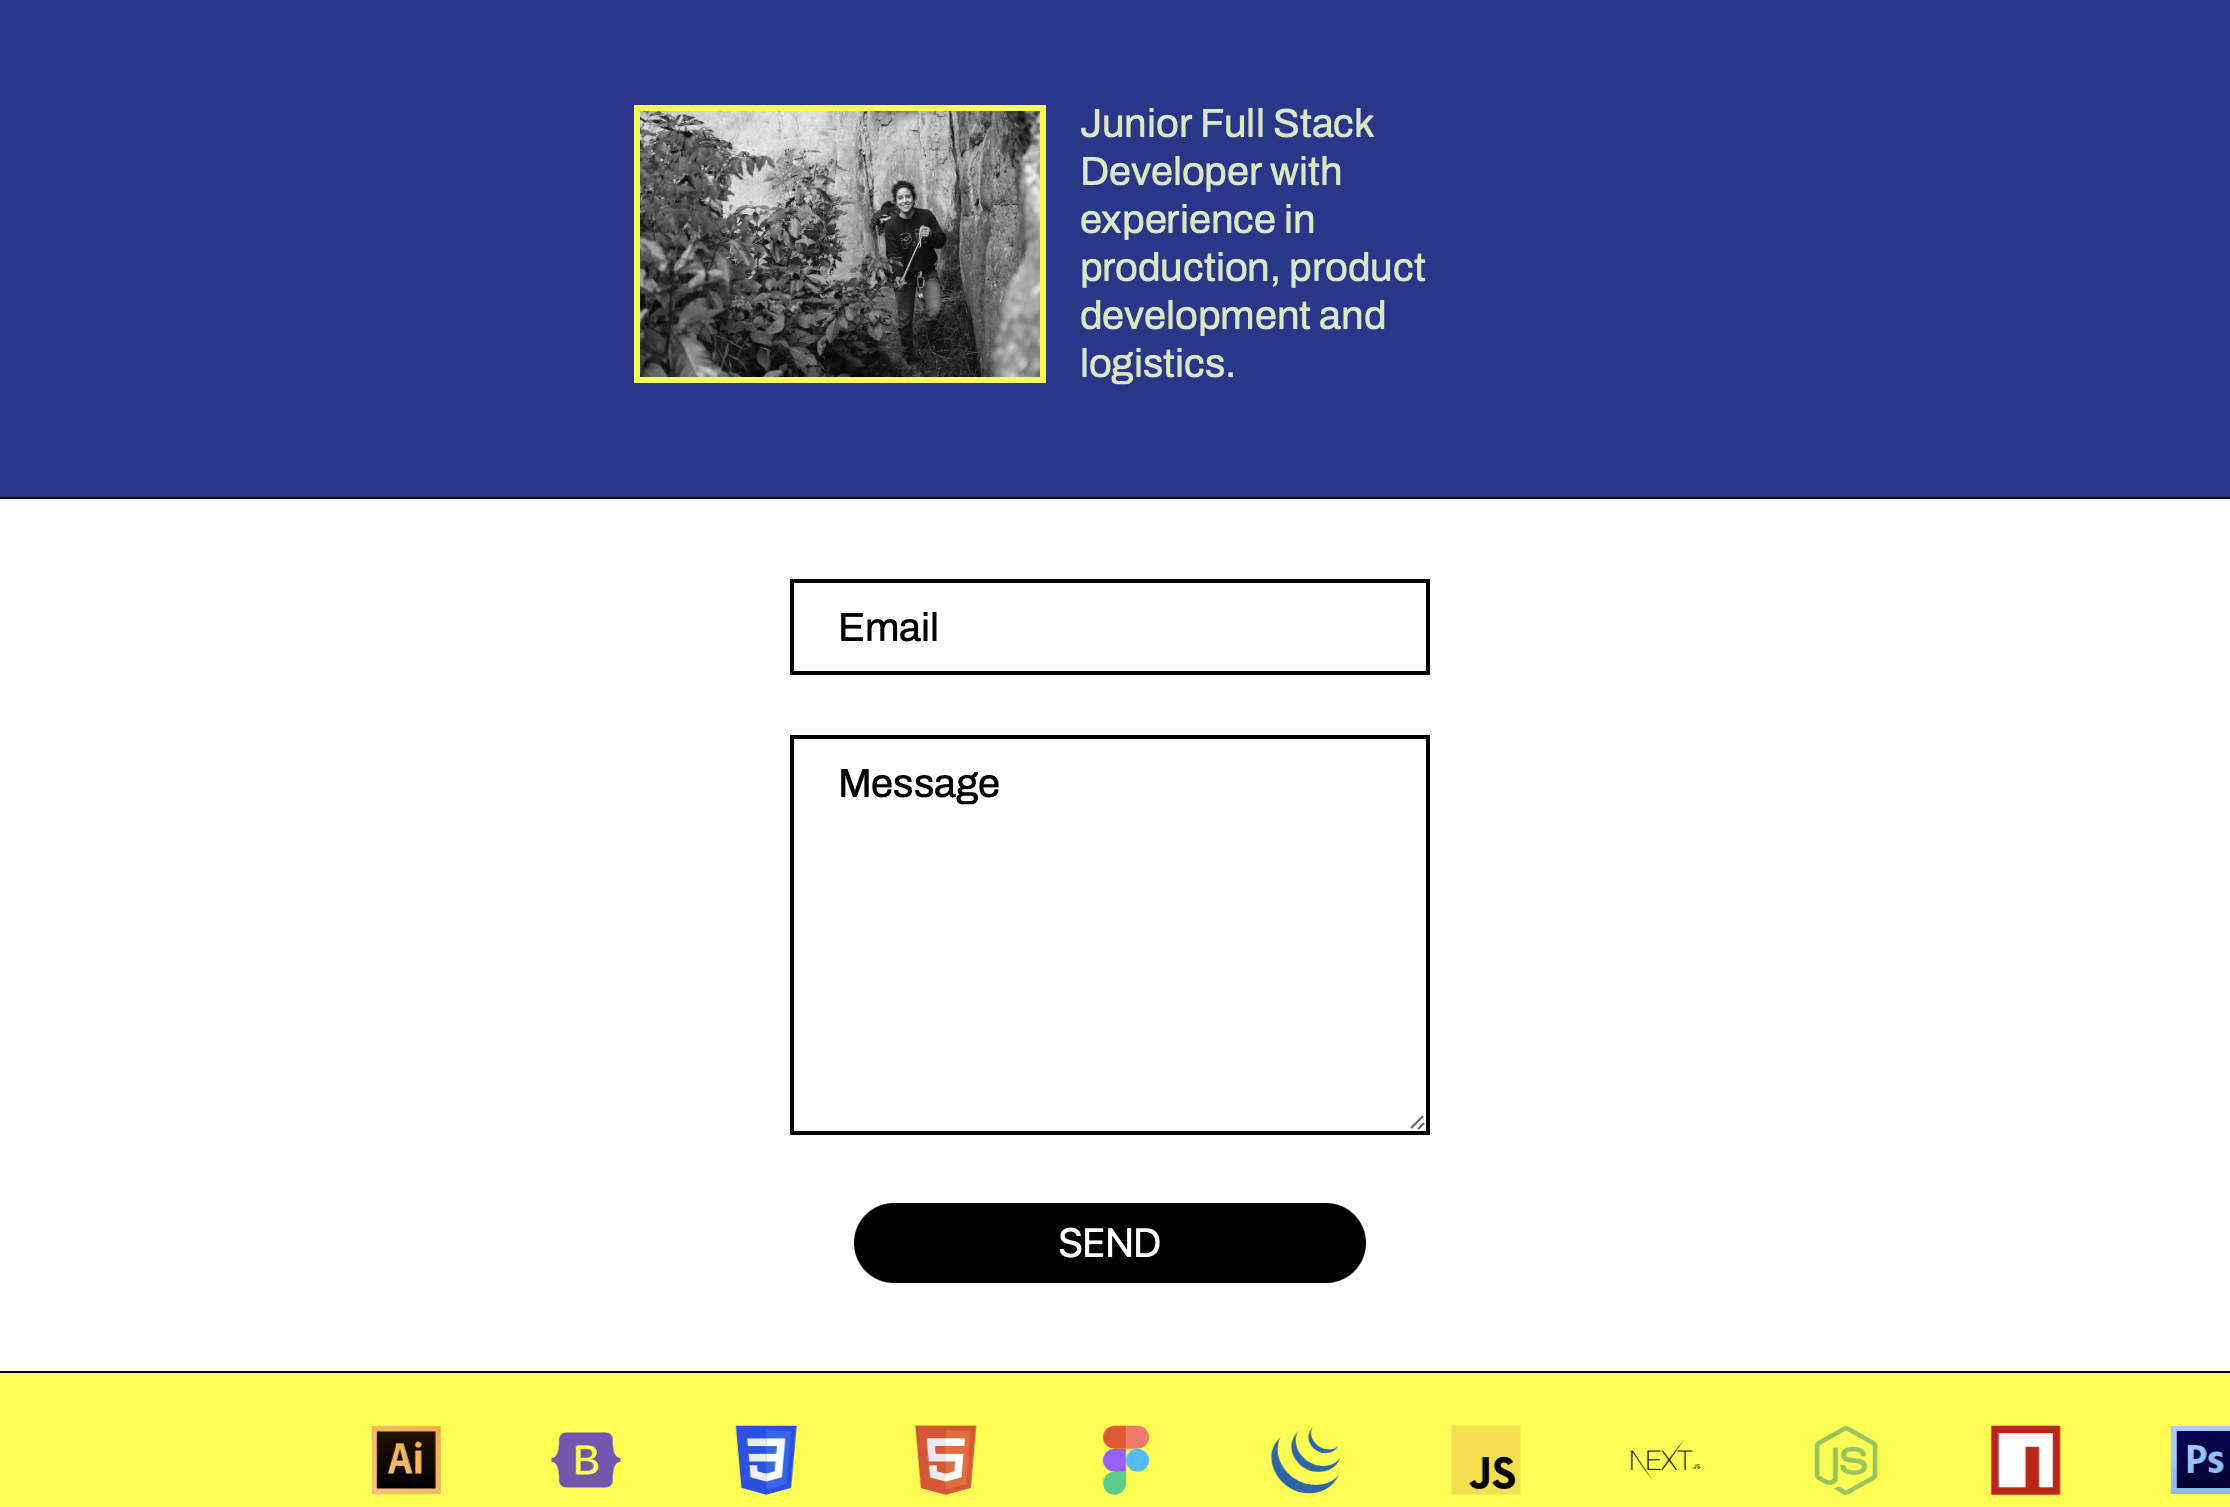 Junior Full Stack
Developer with
experience in
production, product
development and
logistics.
Email
Message
SEND
Ai
B
3
5
JS
NEXT.JS
JS
Ps